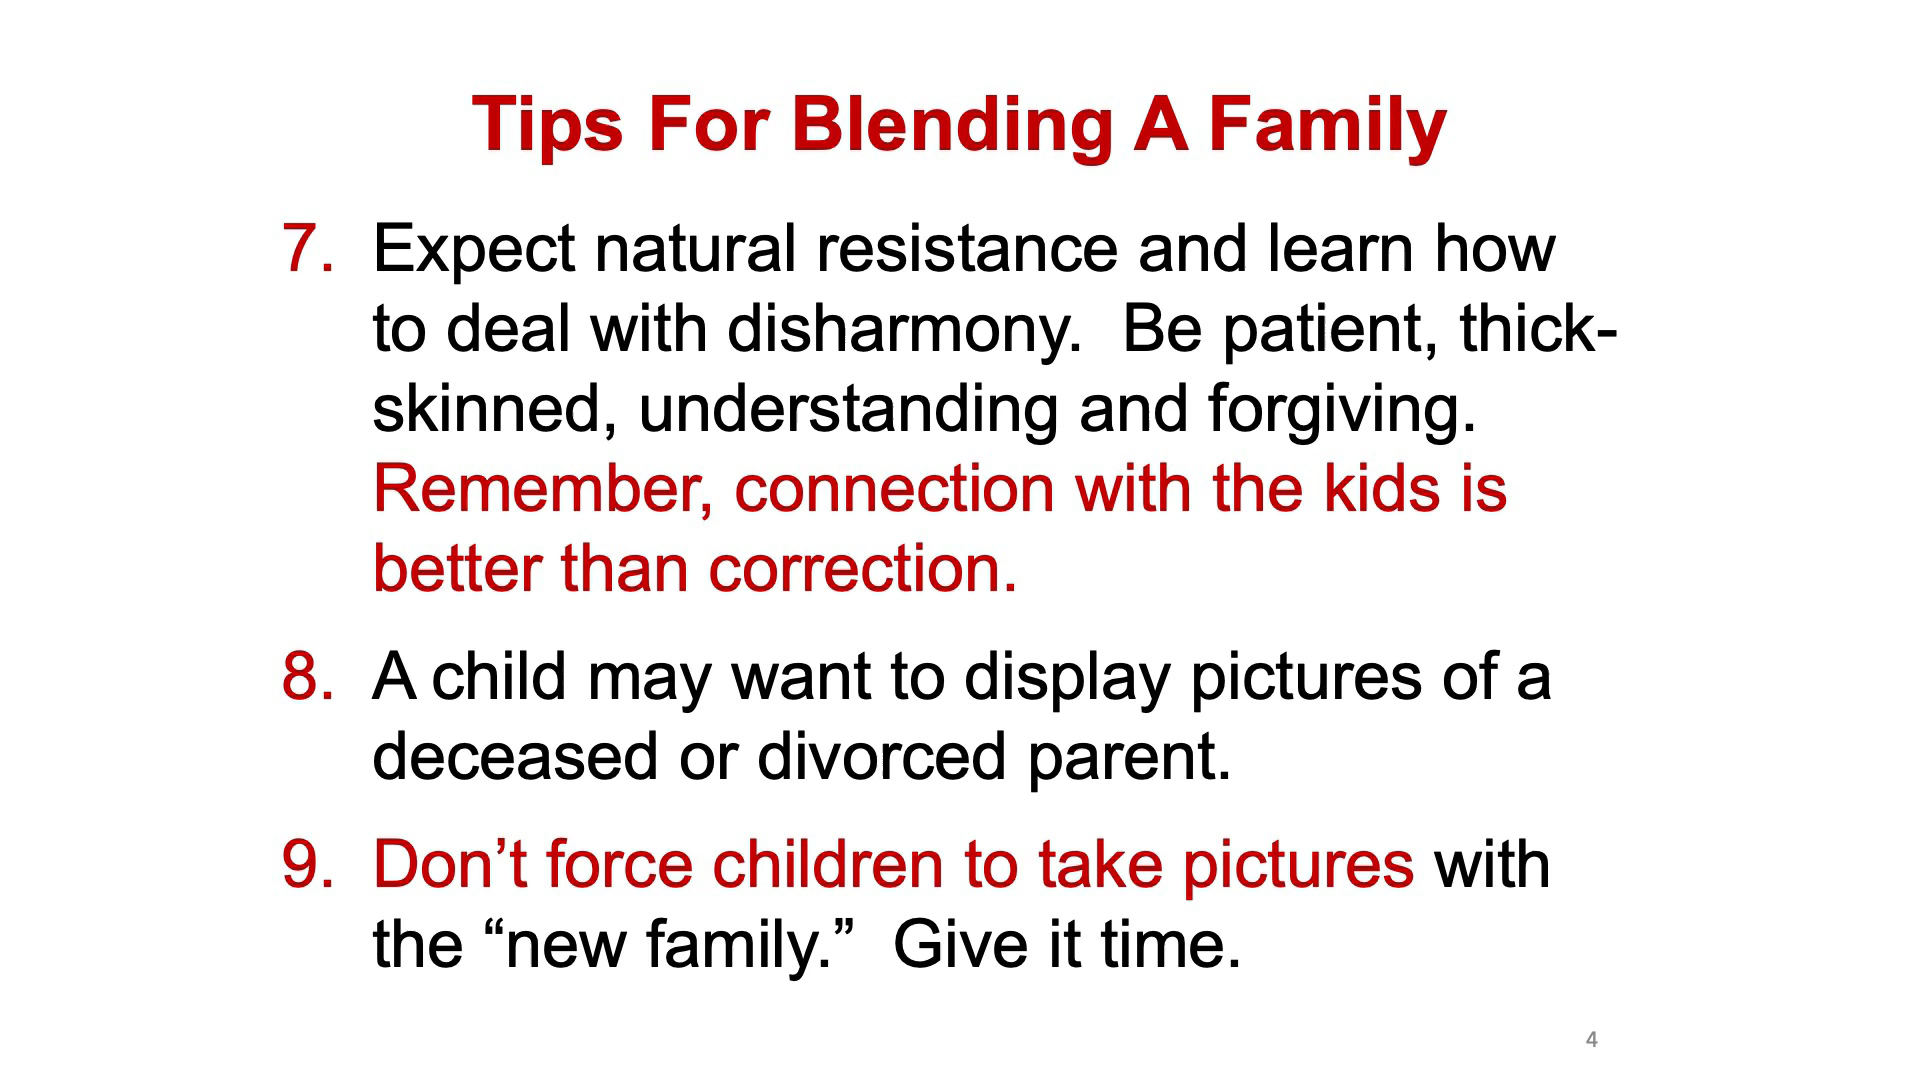 Tips For Blending A Family
7. Expect natural resistance and learn how
to deal with disharmony.  Be patient, thick-
skinned, understanding and forgiving.
Remember, connection with the kids is
better than correction.
8. A child may want to display pictures of a
deceased or divorced parent.
9. Don’t force children to take pictures with
the “new family.”  Give it time.
4